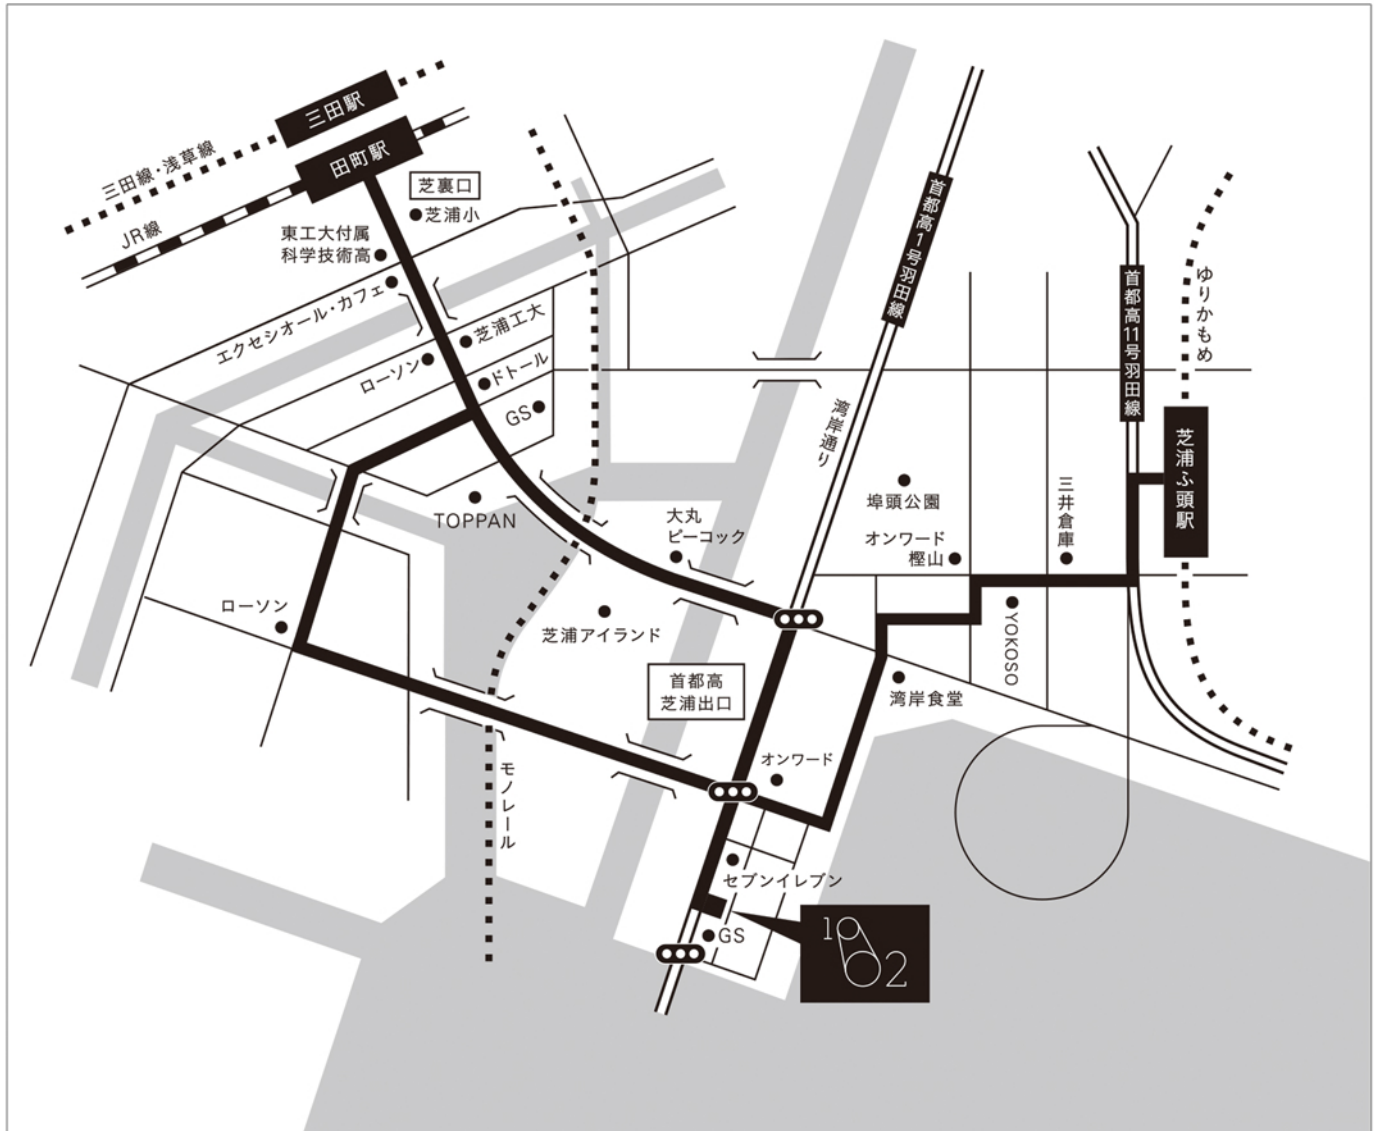 三田駅
三田線・浅草線
田町駅
JR線
芝裏口
芝浦小
東工大付属
科学技術高
エクセシオール・カフェ
芝浦工大
ローソン
ドトール
GS
TOPPAN
大丸
ピーコック
芝浦アイランド
ローソン
モノレール
首都高
芝浦出口
首都高1号羽田線
湾岸通り
首都高11号羽田線
ゆりかもめ
芝浦ふ頭駅
埠頭公園
オンワード
樫山
三井倉庫
YOKOSO
湾岸食堂
オンワード
セブンイレブン
GS
1 2